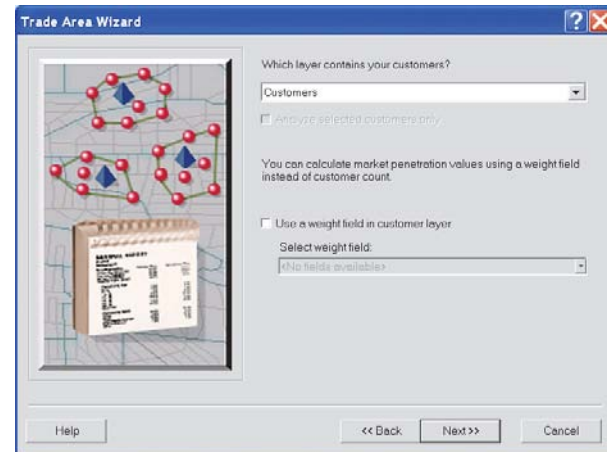 Trade Area Wizard
Which layer contains your customers?
Customers
Analyze selected customers only
You can calculate market penetration values using a weight field
instead of customer count.
Use a weight field in customer layer
Select weight field:
<No fields available>
Help
<< Back
Next >>
Cancel